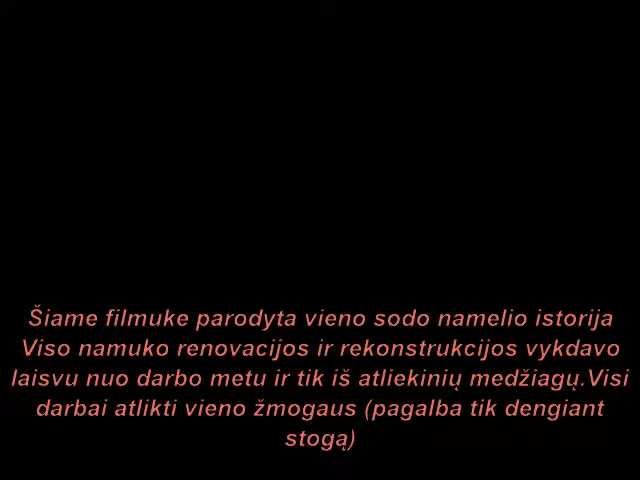 Šiame filmuke parodyta vieno sodo namelio istorija
Viso namuko renovacijos ir rekonstrukcijos vykdavo
laisvu nuo darbo metu ir tik iš atliekinių medžiagų.Visi
darbai atlikti vieno žmogaus (pagalba tik dengiant
stogą)